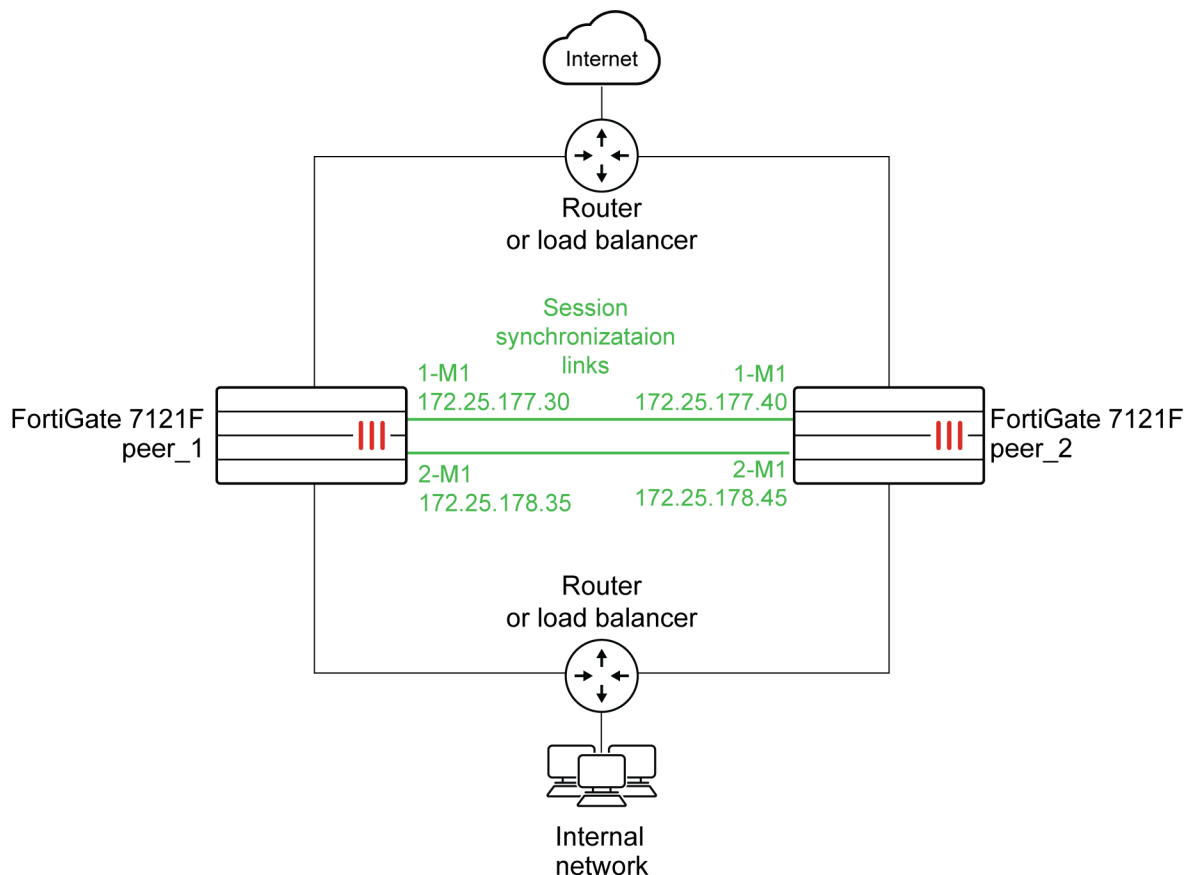 Internet
Router
or load balancer
Session
synchronizataion
links
1-M1
172.25.177.30
1-M1
172.25.177.40
FortiGate 7121F
peer_1
FortiGate 7121F
peer_2
2-M1
172.25.178.35
2-M1
172.25.178.45
Router
or load balancer
Internal
network